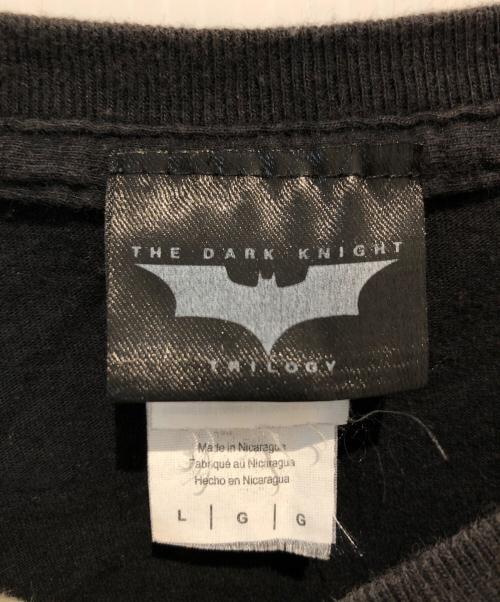 THE DARK KNIGHT
TRILOGY
Made in Nicaragua
Fabriqué au Nicaragua
Hecho en Nicaragua
L | G | G